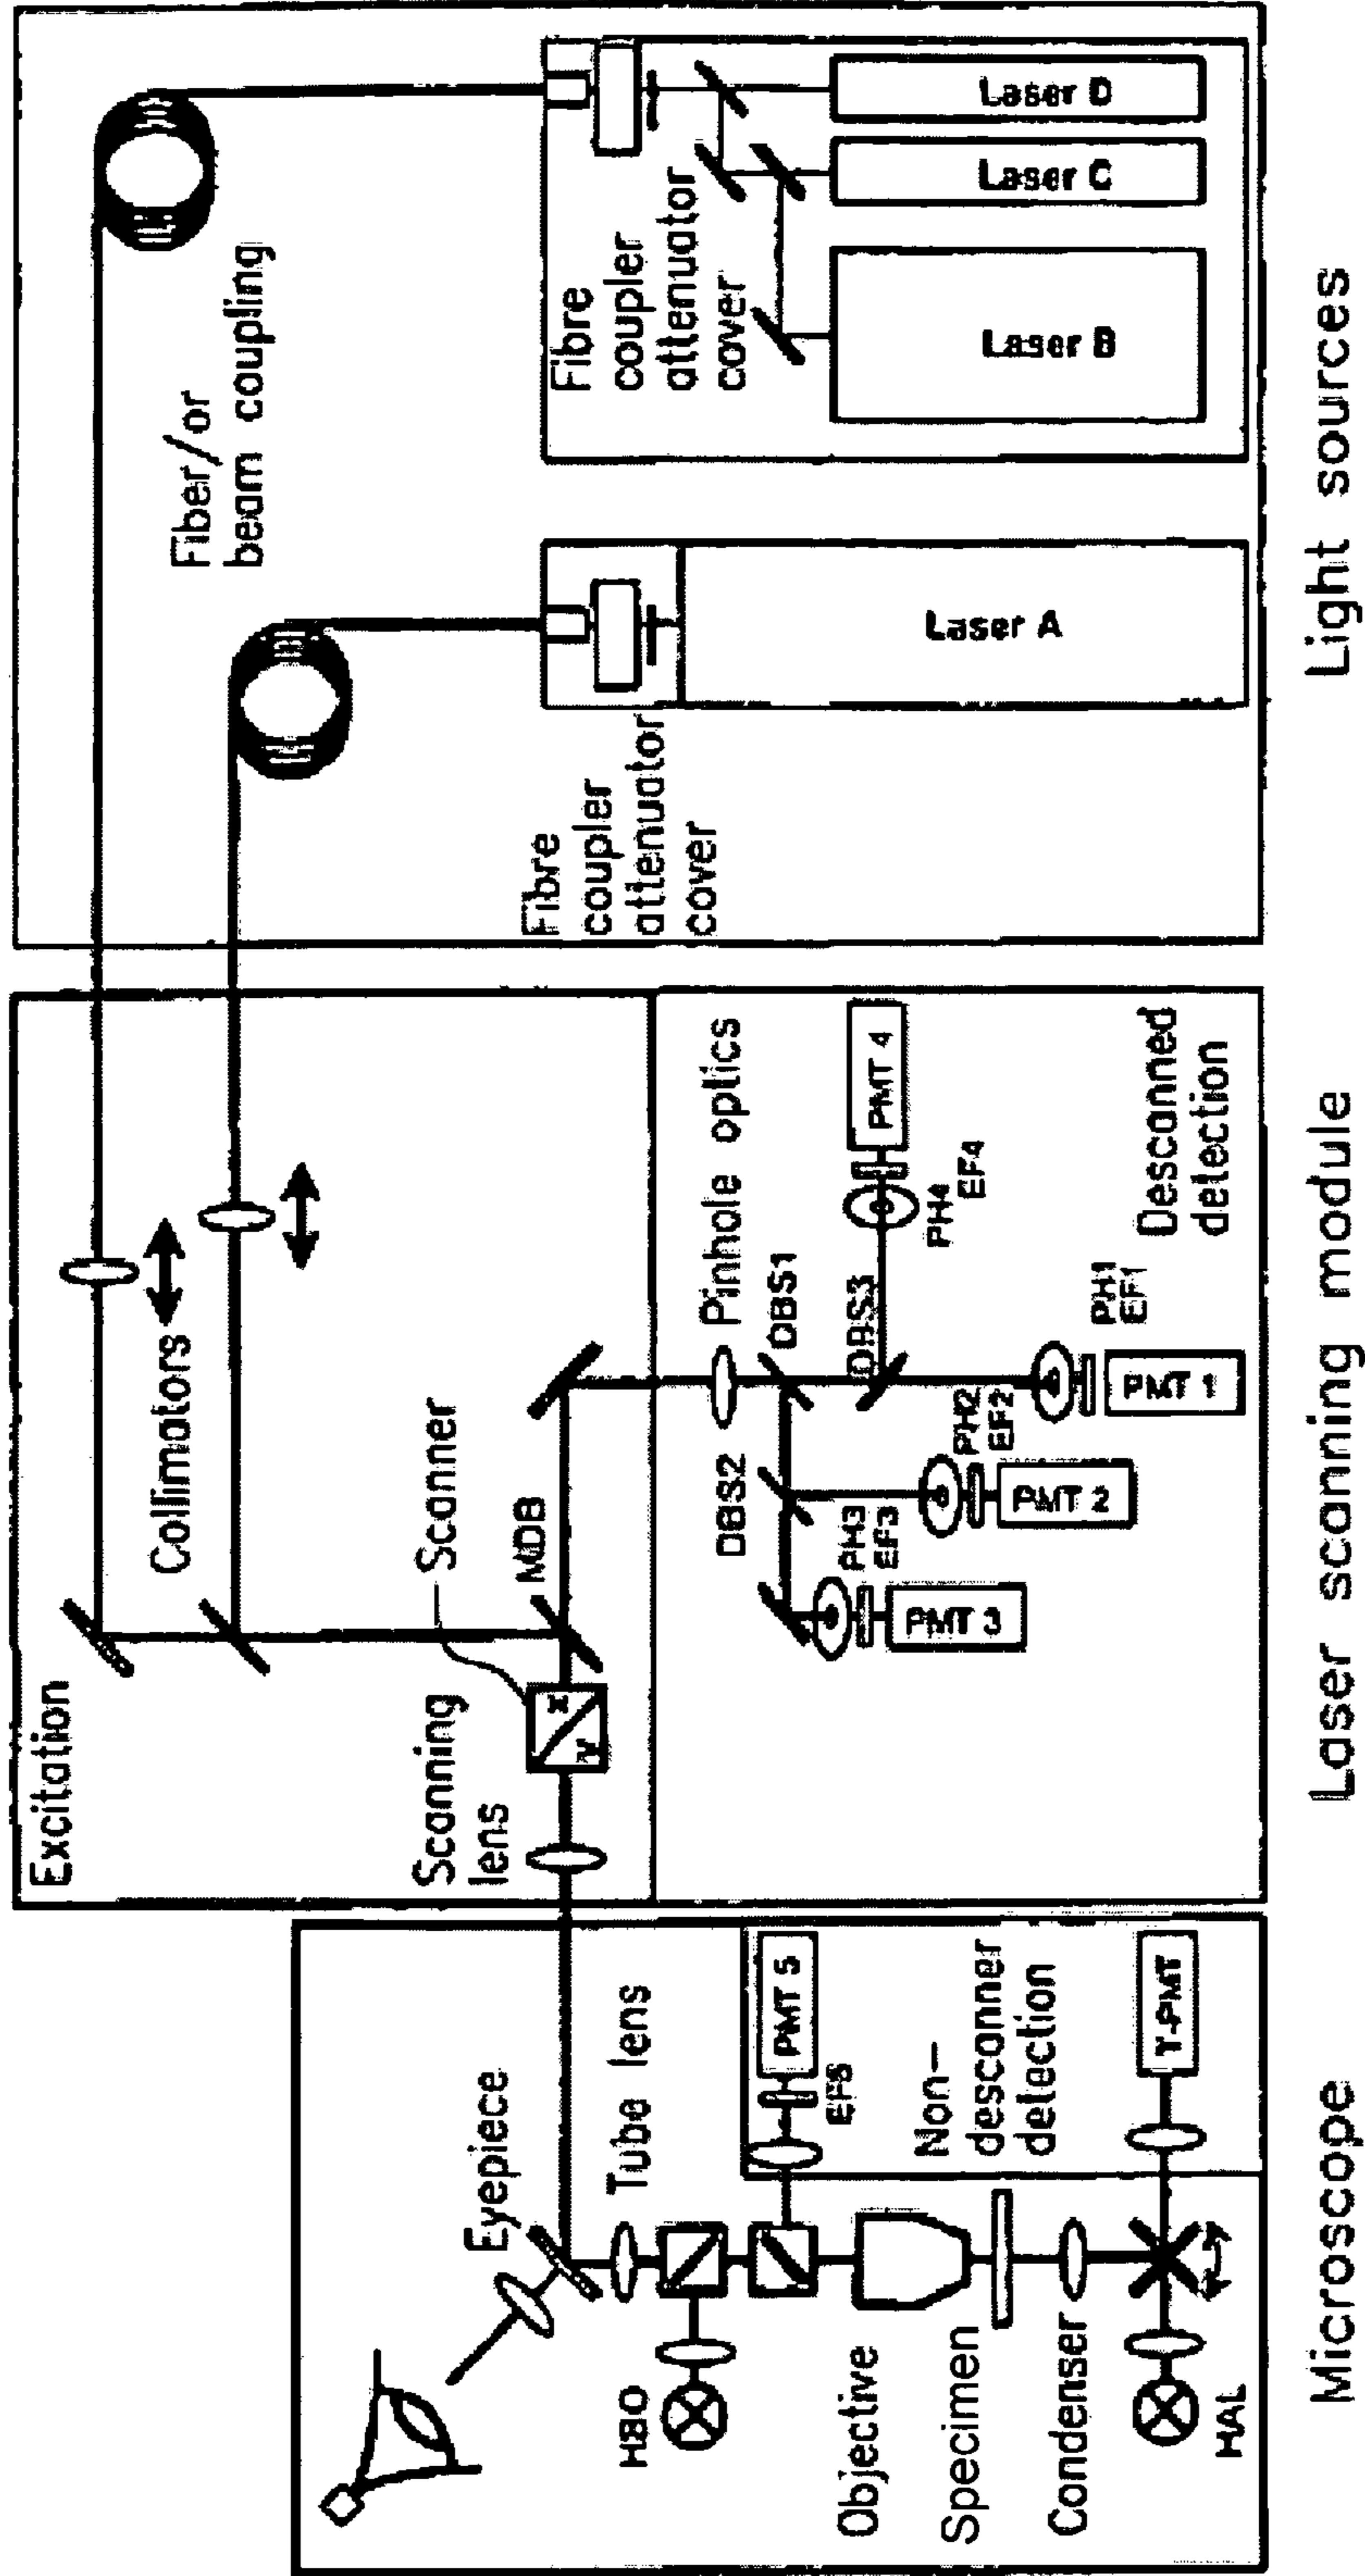 Microscope
Eyepiece
Tube lens
HBO
Objective
Specimen
Condenser
HAL
PMT 5
EF5
Non-
descanner
detection
T-PMT
Laser scanning module
Excitation
Collimators
Scanner
Scanning
lens
MDB
Pinhole optics
DBS1
DBS2
DBS3
PMT 4
PH4
EF4
PH1
EF1
PMT 1
PH2
EF2
PMT 2
PH3
EF3
PMT 3
Descanned
detection
Light sources
Fiber/or
beam coupling
Fibre
coupler
attenuator
cover
Laser A
Fibre
coupler
attenuator
cover
Laser B
Laser C
Laser D
X
Y